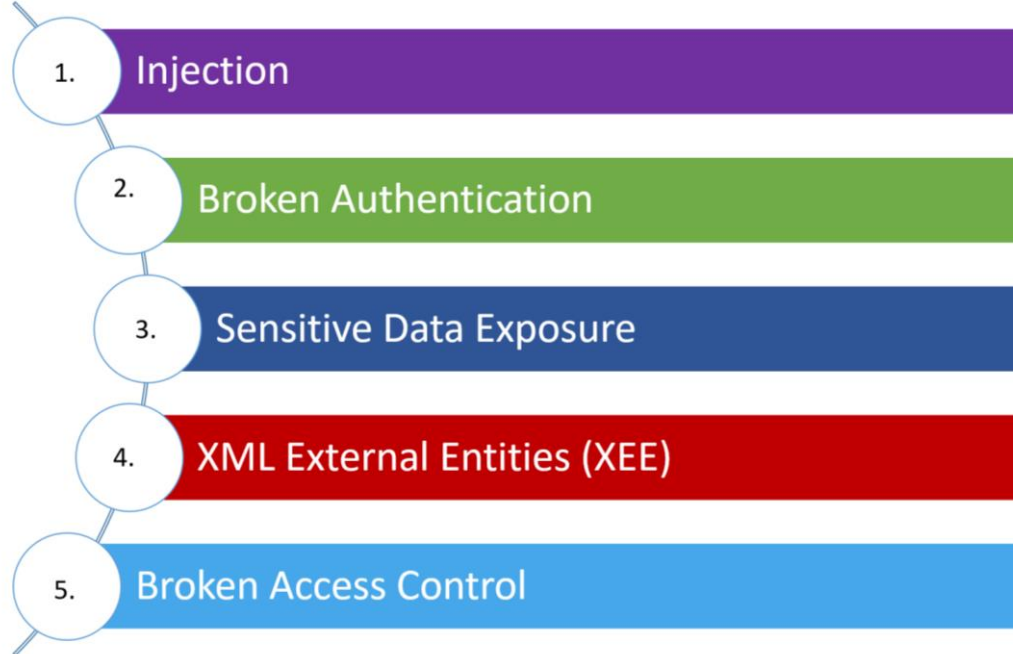 1. Injection
2. Broken Authentication
3. Sensitive Data Exposure
4. XML External Entities (XEE)
5. Broken Access Control